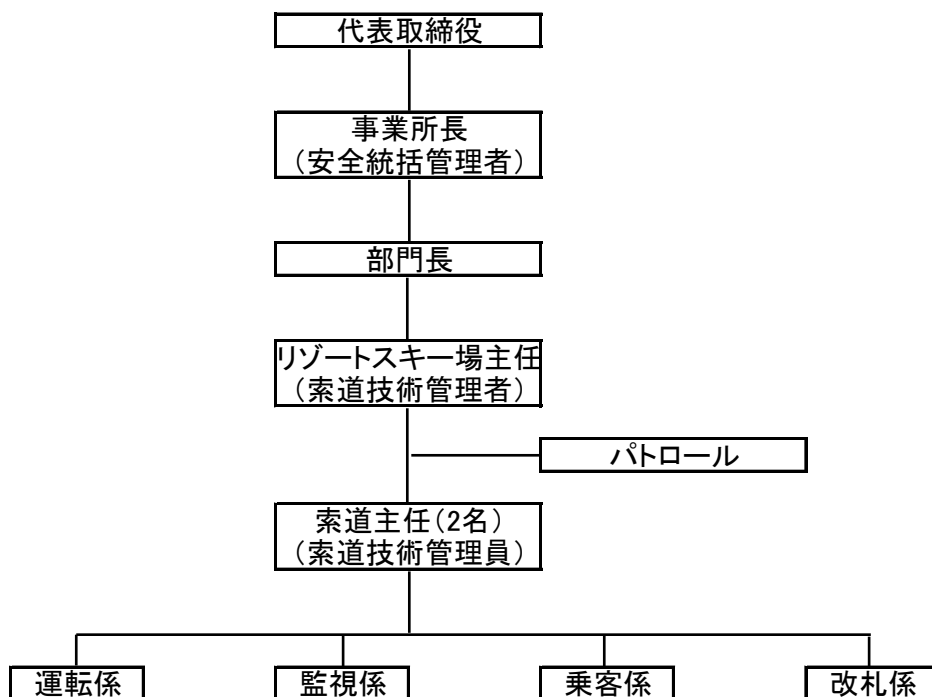 代表取締役
事業所長
（安全統括管理者）
部門長
リゾートスキー場主任
（索道技術管理者）
パトロール
索道主任（2名）
（索道技術管理員）
運転係
監視係
乗客係
改札係